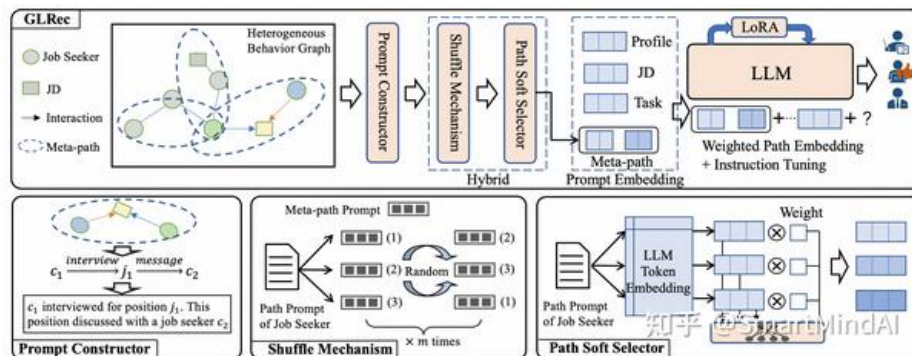 GLRec
Job Seeker
JD
Interaction
Meta-path
Heterogeneous
Behavior Graph
Prompt Constructor
Shuffle Mechanism
Path Soft Selector
Hybrid
Profile
JD
Task
Meta-path
Prompt Embedding
LoRA
LLM
+ ... + ?
Weighted Path Embedding
+ Instruction Tuning
interview message
c₁ → j₁ → c₂
c₁ interviewed for position j₁. This
position discussed with a job seeker c₂
Prompt Constructor
Meta-path Prompt
(1) (2)
(2) Random (3)
(3) (1)
Path Prompt
of Job Seeker
× m times
Shuffle Mechanism
Weight
LLM
Token
Embedding
Path Prompt
of Job Seeker
Path Soft Selector
知乎 @SmartMindAI